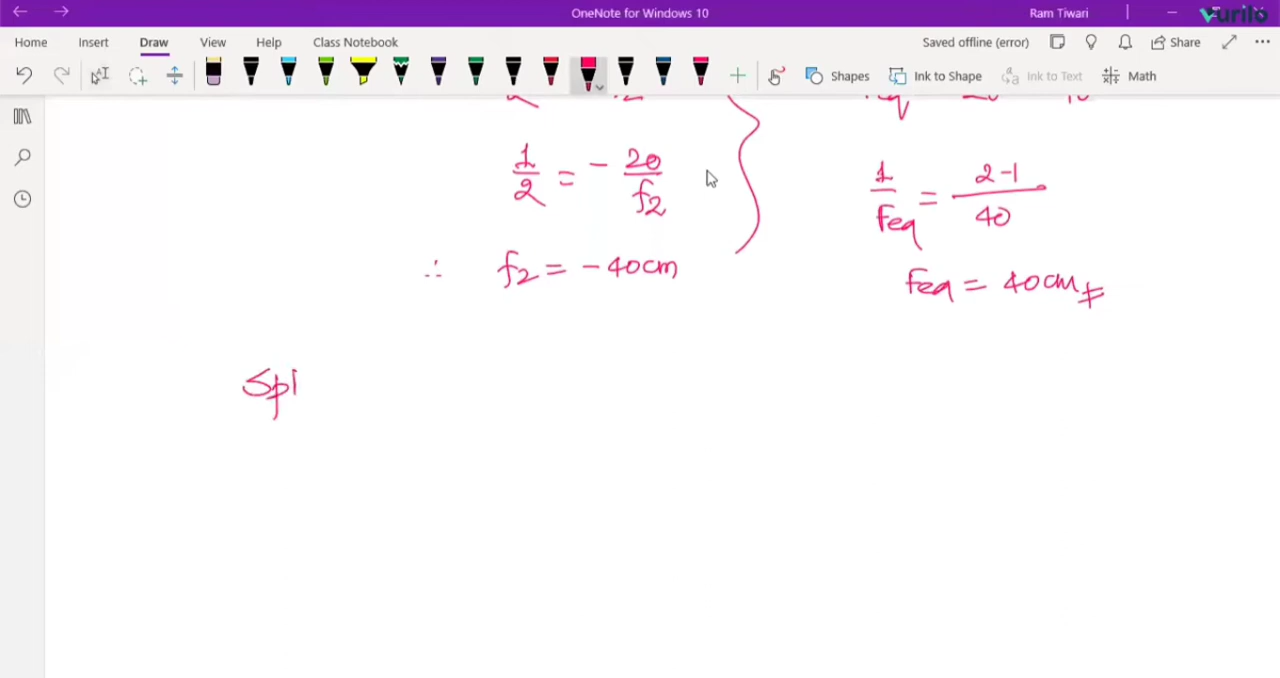 OneNote for Windows 10
Ram Tiwari
Vurilo
Home Insert Draw View Help Class Notebook
Saved offline (error) Share
Shapes Ink to Shape Ink to Text Math
1/2 = - 20/f2
∴ f2 = - 40cm
1/Feq = 2-1/40
Feq = 40cm
Spl